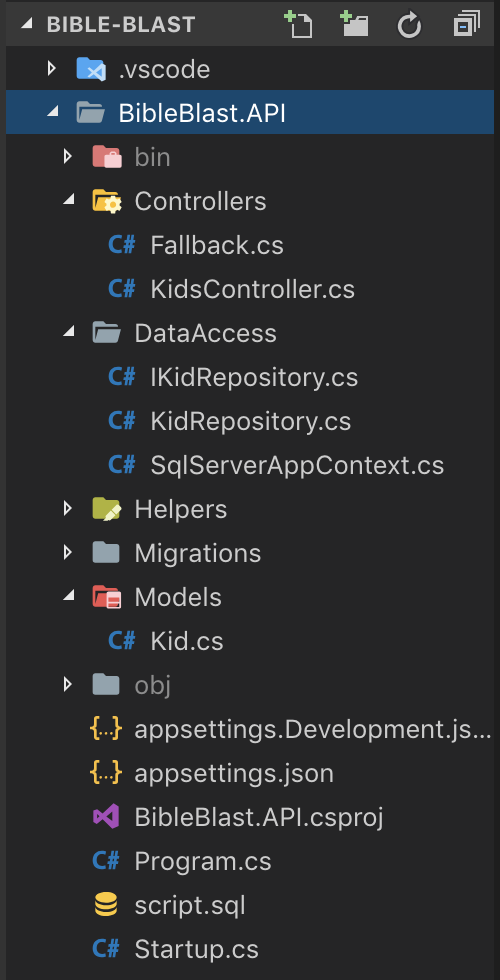 BIBLE-BLAST
.vscode
BibleBlast.API
bin
Controllers
C# Fallback.cs
C# KidsController.cs
DataAccess
C# IKidRepository.cs
C# KidRepository.cs
C# SqlServerAppContext.cs
Helpers
Migrations
Models
C# Kid.cs
obj
{...} appsettings.Development.js...
{...} appsettings.json
BibleBlast.API.csproj
C# Program.cs
script.sql
C# Startup.cs